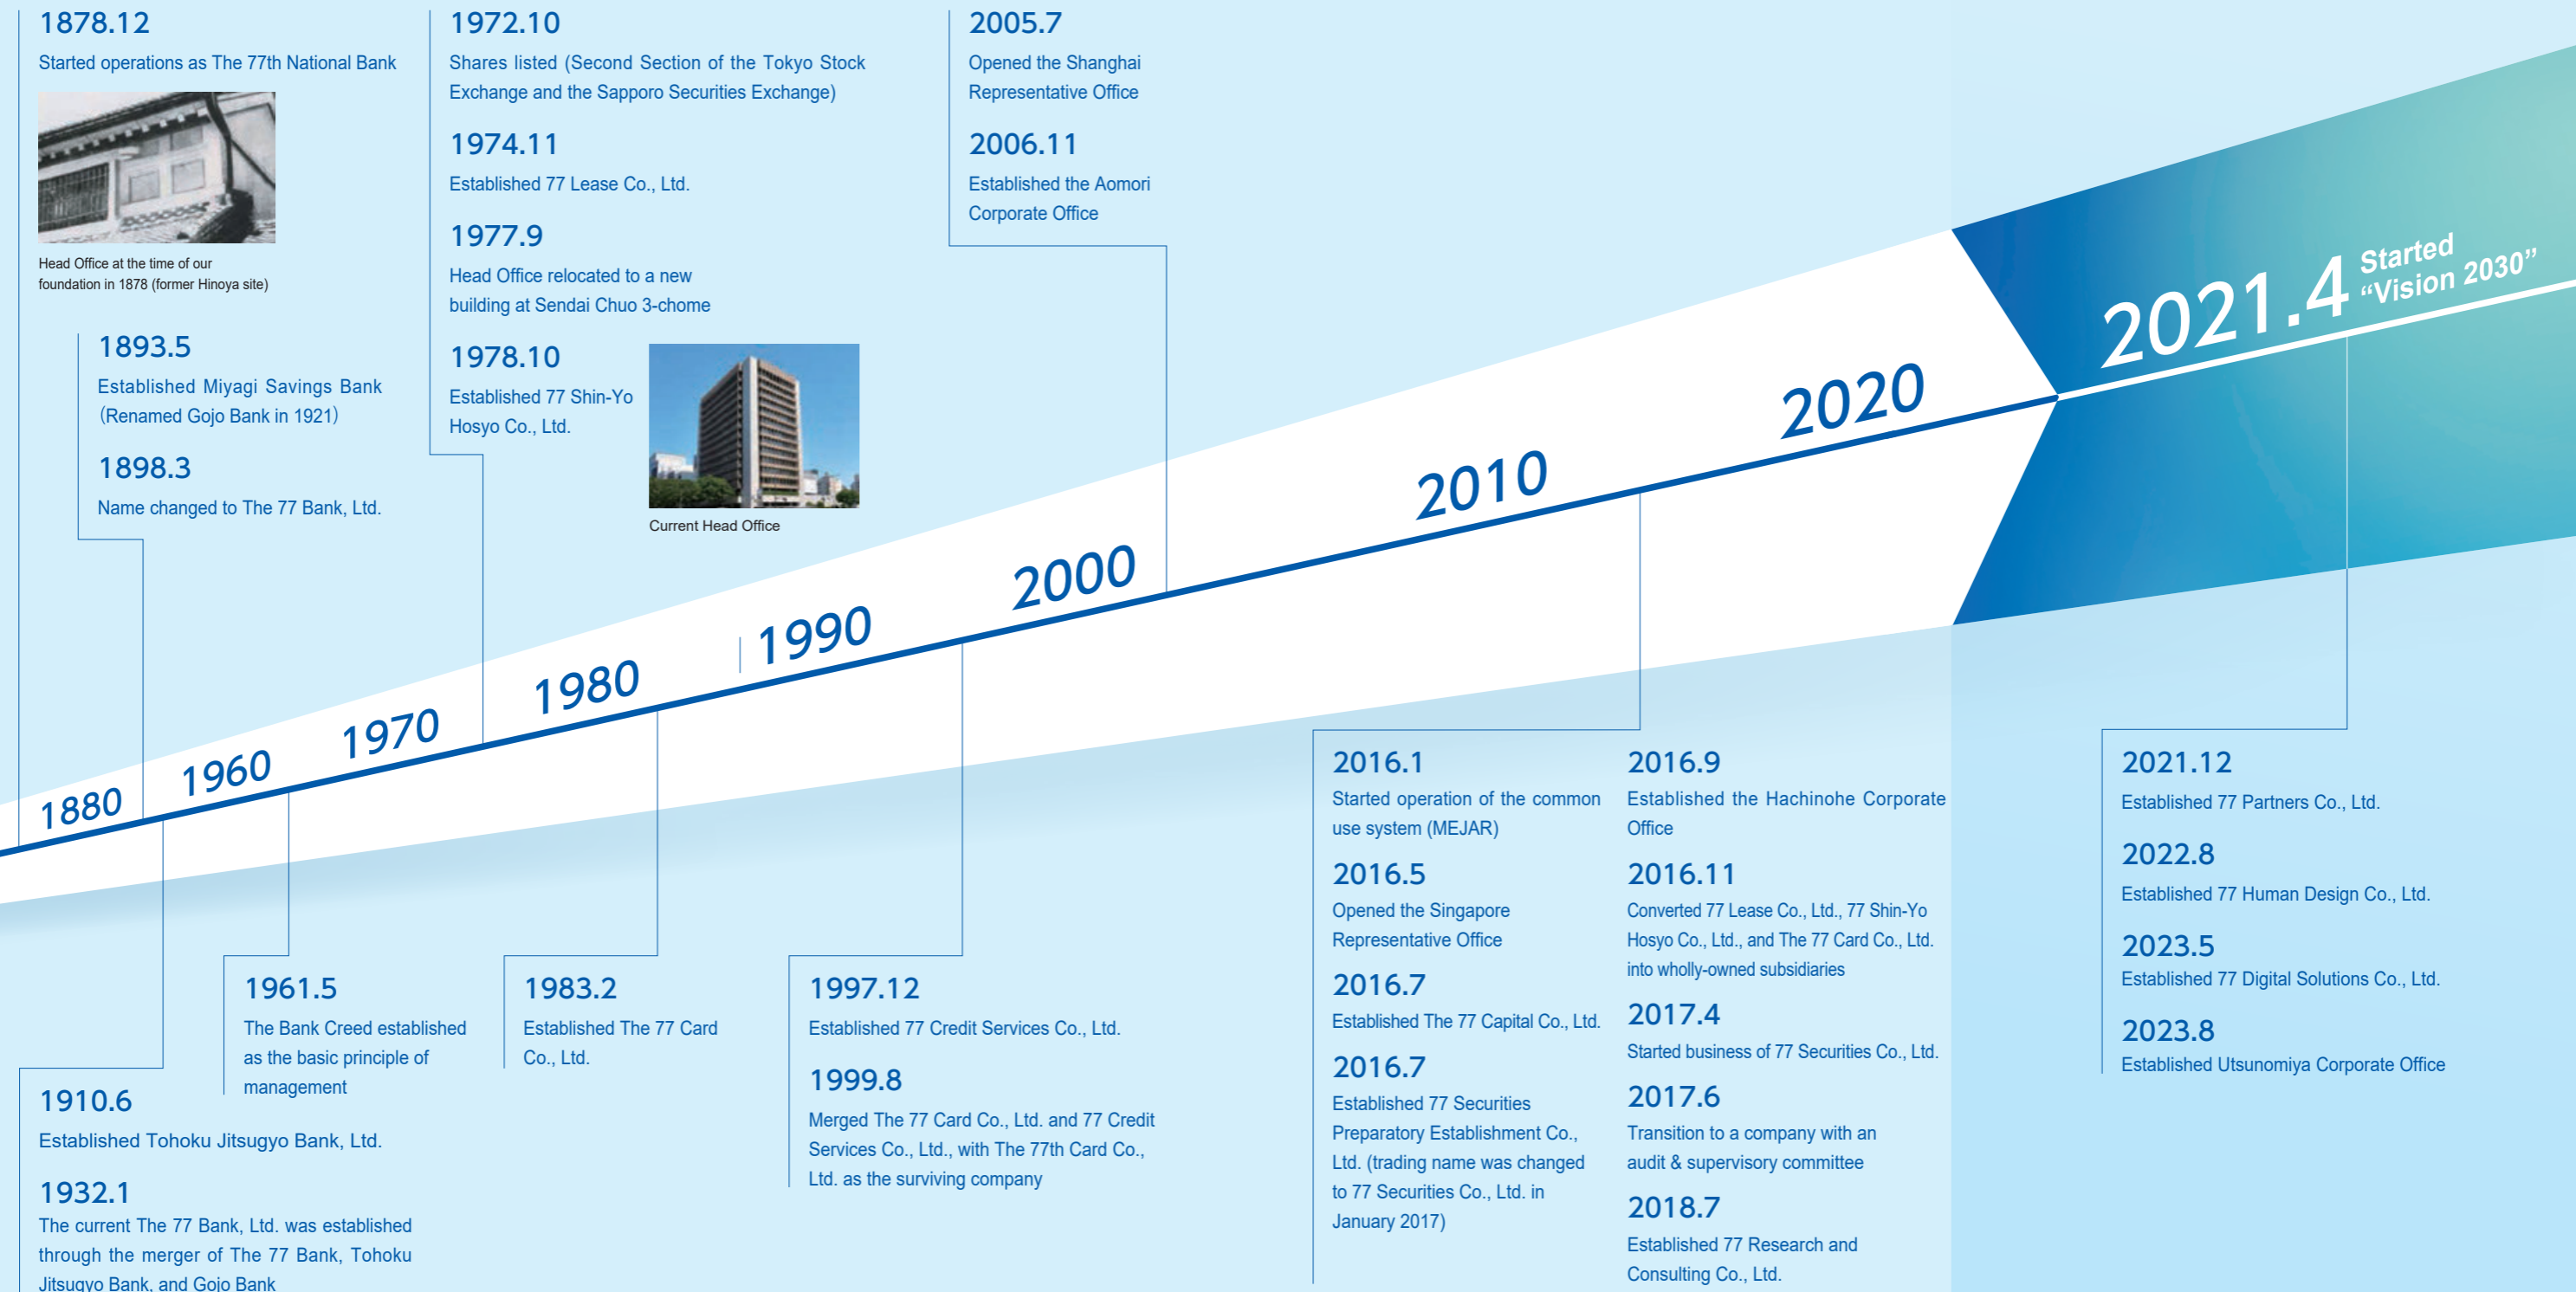 1878.12
Started operations as The 77th National Bank
Head Office at the time of our
foundation in 1878 (former Hinoya site)
1893.5
Established Miyagi Savings Bank
(Renamed Gojo Bank in 1921)
1898.3
Name changed to The 77 Bank, Ltd.
1972.10
Shares listed (Second Section of the Tokyo Stock
Exchange and the Sapporo Securities Exchange)
1974.11
Established 77 Lease Co., Ltd.
1977.9
Head Office relocated to a new
building at Sendai Chuo 3-chome
1978.10
Established 77 Shin-Yo
Hosyo Co., Ltd.
Current Head Office
2005.7
Opened the Shanghai
Representative Office
2006.11
Established the Aomori
Corporate Office
1880
1960
1970
1980
1990
2000
2010
2020
2021.4
Started
“Vision 2030”
1910.6
Established Tohoku Jitsugyo Bank, Ltd.
1932.1
The current The 77 Bank, Ltd. was established
through the merger of The 77 Bank, Tohoku
Jitsugyo Bank, and Gojo Bank
1961.5
The Bank Creed established
as the basic principle of
management
1983.2
Established The 77 Card
Co., Ltd.
1997.12
Established 77 Credit Services Co., Ltd.
1999.8
Merged The 77 Card Co., Ltd. and 77 Credit
Services Co., Ltd., with The 77th Card Co.,
Ltd. as the surviving company
2016.1
Started operation of the common
use system (MEJAR)
2016.5
Opened the Singapore
Representative Office
2016.7
Established The 77 Capital Co., Ltd.
2016.7
Established 77 Securities
Preparatory Establishment Co.,
Ltd. (trading name was changed
to 77 Securities Co., Ltd. in
January 2017)
2016.9
Established the Hachinohe Corporate
Office
2016.11
Converted 77 Lease Co., Ltd., 77 Shin-Yo
Hosyo Co., Ltd., and The 77 Card Co., Ltd.
into wholly-owned subsidiaries
2017.4
Started business of 77 Securities Co., Ltd.
2017.6
Transition to a company with an
audit & supervisory committee
2018.7
Established 77 Research and
Consulting Co., Ltd.
2021.12
Established 77 Partners Co., Ltd.
2022.8
Established 77 Human Design Co., Ltd.
2023.5
Established 77 Digital Solutions Co., Ltd.
2023.8
Established Utsunomiya Corporate Office